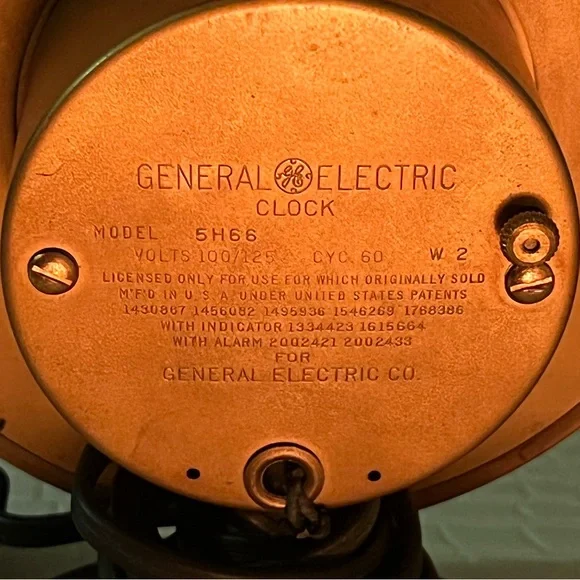 GENERAL GE ELECTRIC
CLOCK
MODEL 5H66
VOLTS 100/125 CYC. 60 W 2
LICENSED ONLY FOR USE FOR WHICH ORIGINALLY SOLD
M'F'D IN U.S.A. UNDER UNITED STATES PATENTS
1430867 1456082 1495936 1546269 1768386
WITH INDICATOR 1334423 1615664
WITH ALARM 2002421 2002433
FOR
GENERAL ELECTRIC CO.